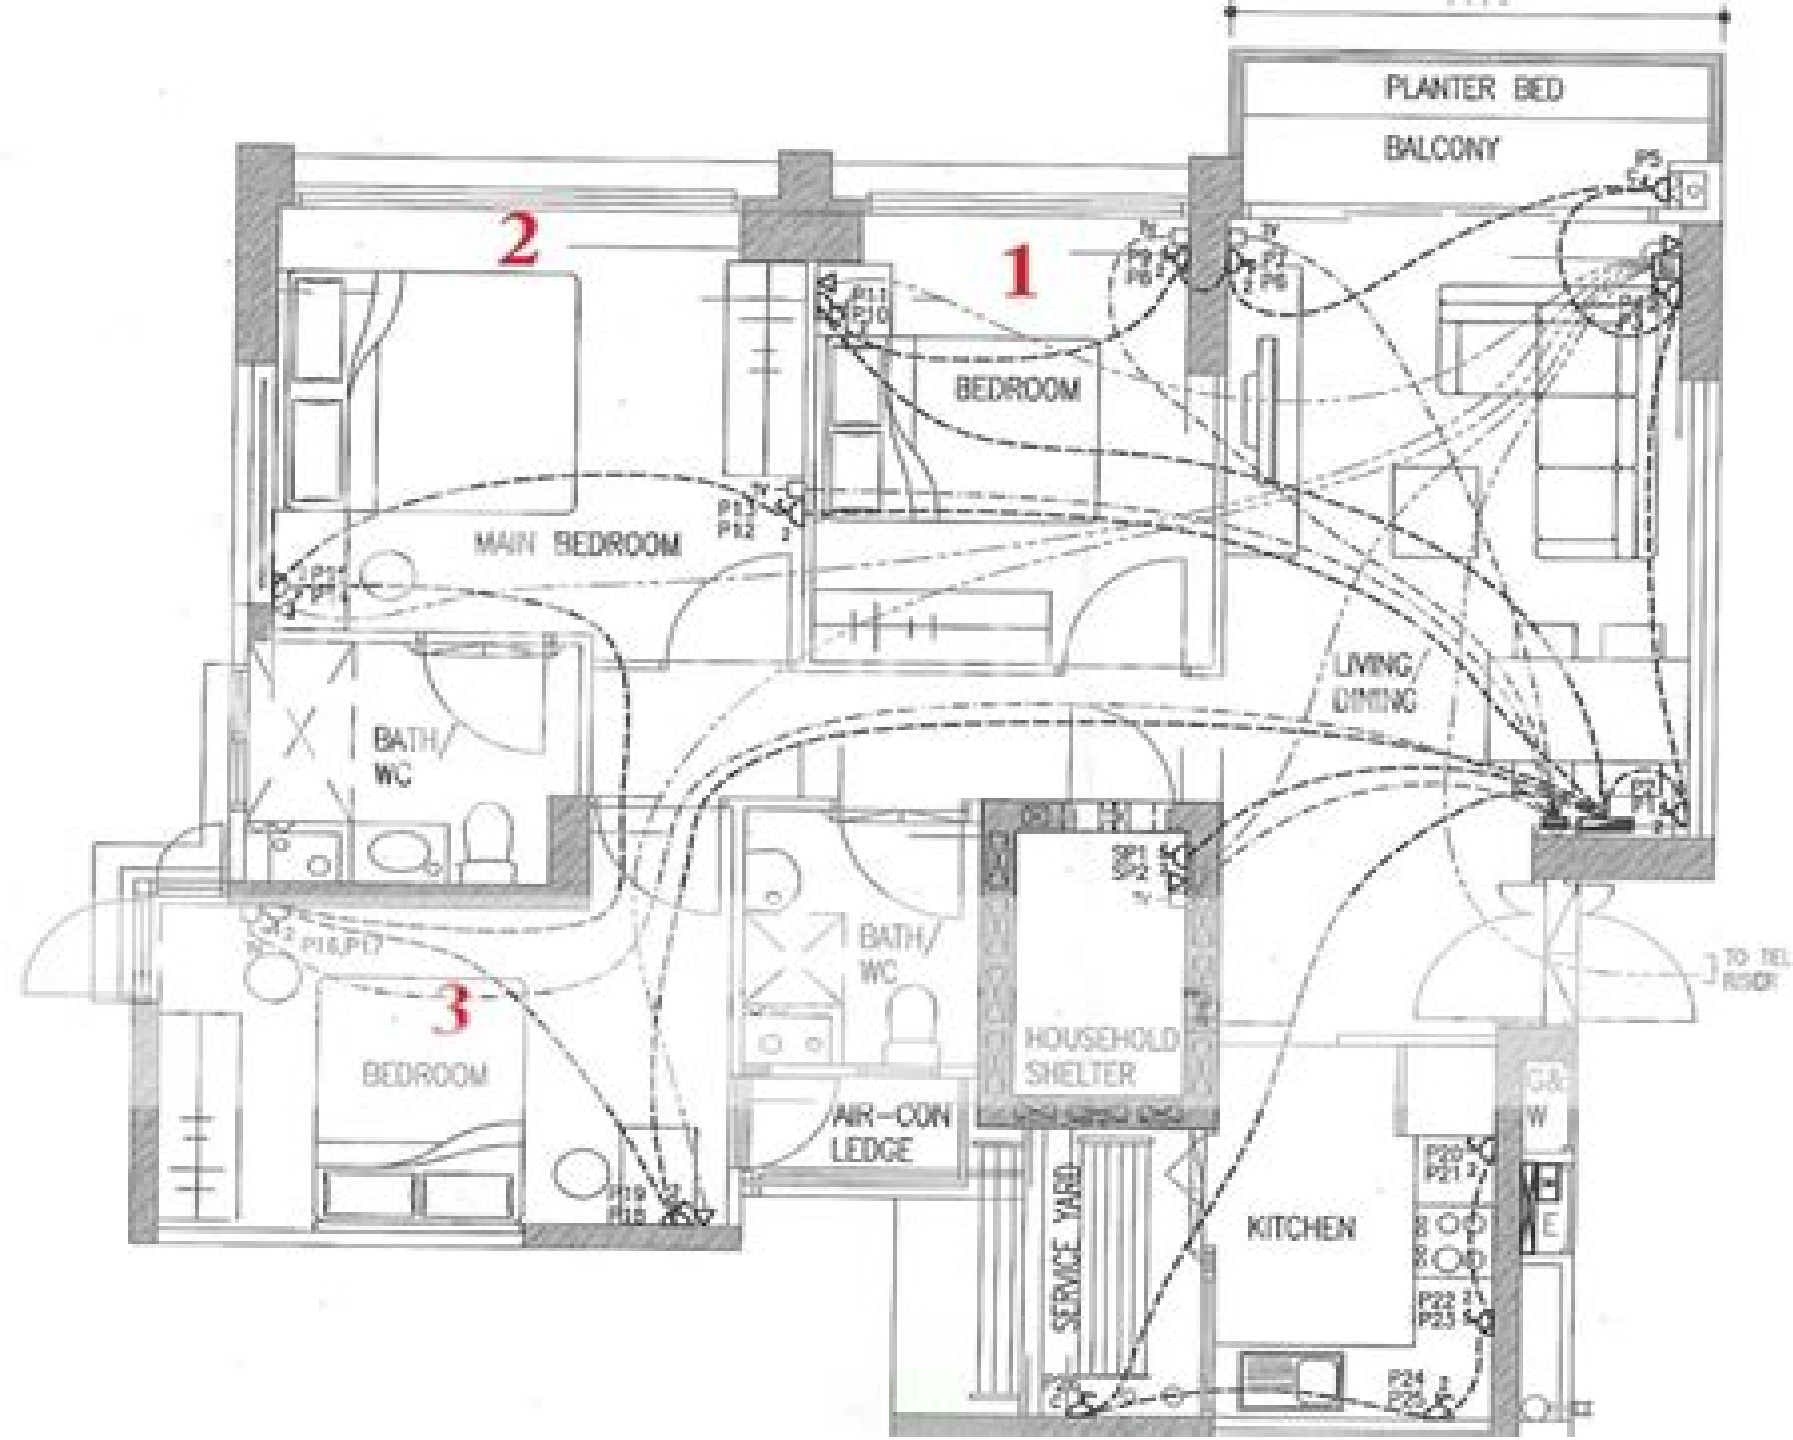 PLANTER BED
BALCONY
P5
2
1
P11
P10
BEDROOM
MAIN BEDROOM
P12
LIVING/
DIMING
BATH/
WC
SP1
SP2
P16,P17
BATH/
WC
TO TEL
RISER
3
BEDROOM
HOUSEHOLD
SHELTER
G&
W
AIR-CON
LEDGE
P20
P21
P19
P18
SERVICE YARD
KITCHEN
E
P22
P23
P24
P25